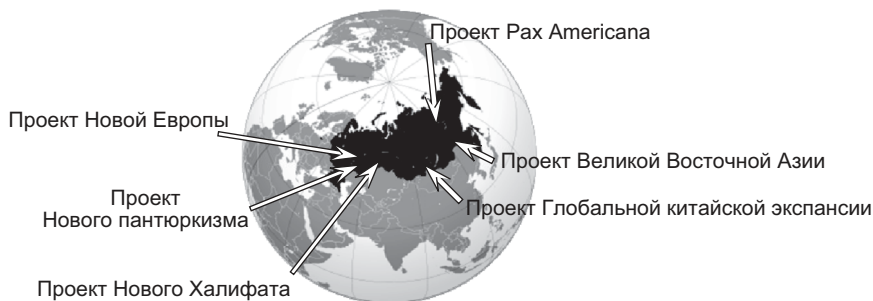 Проект Pax Americana
Проект Новой Европы
Проект Великой Восточной Азии
Проект
Нового пантюркизма
Проект Глобальной китайской экспансии
Проект Нового Халифата